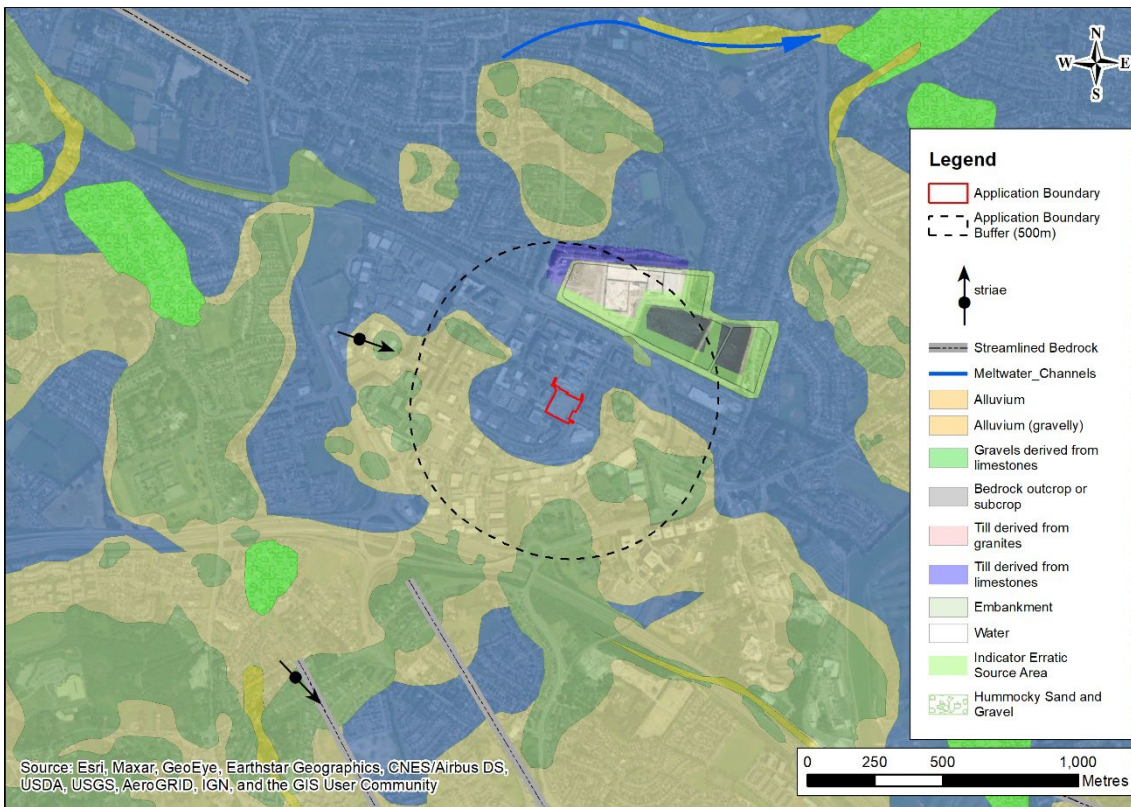 N
W E
S
Legend
Application Boundary
Application Boundary
Buffer (500m)
striae
Streamlined Bedrock
Meltwater_Channels
Alluvium
Alluvium (gravelly)
Gravels derived from
limestones
Bedrock outcrop or
subcrop
Till derived from
granites
Till derived from
limestones
Embankment
Water
Indicator Erratic
Source Area
Hummocky Sand and
Gravel
Source: Esri, Maxar, GeoEye, Earthstar Geographics, CNES/Airbus DS,
USDA, USGS, AeroGRID, IGN, and the GIS User Community
0 250 500 1,000
Metres